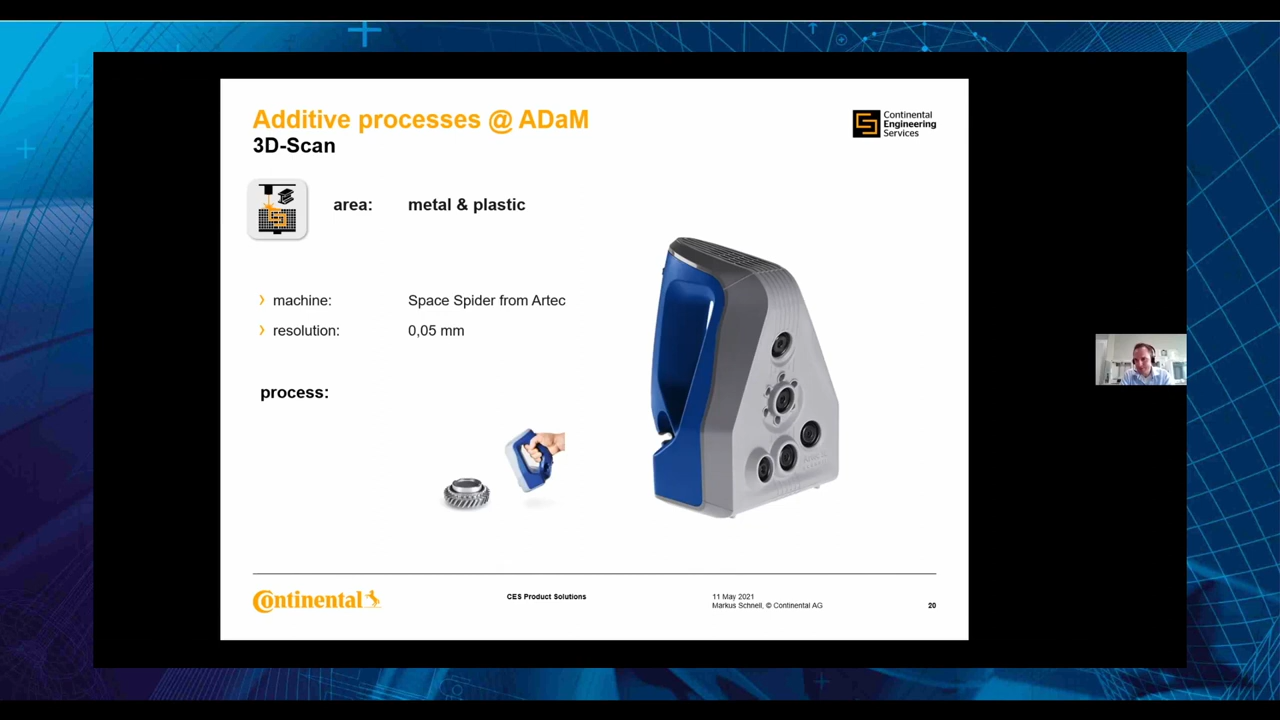 Additive processes @ ADaM
3D-Scan
Continental
Engineering
Services
area: metal & plastic
› machine: Space Spider from Artec
› resolution: 0,05 mm
process:
Continental
CES Product Solutions
11 May 2021
Markus Schnell, © Continental AG
20